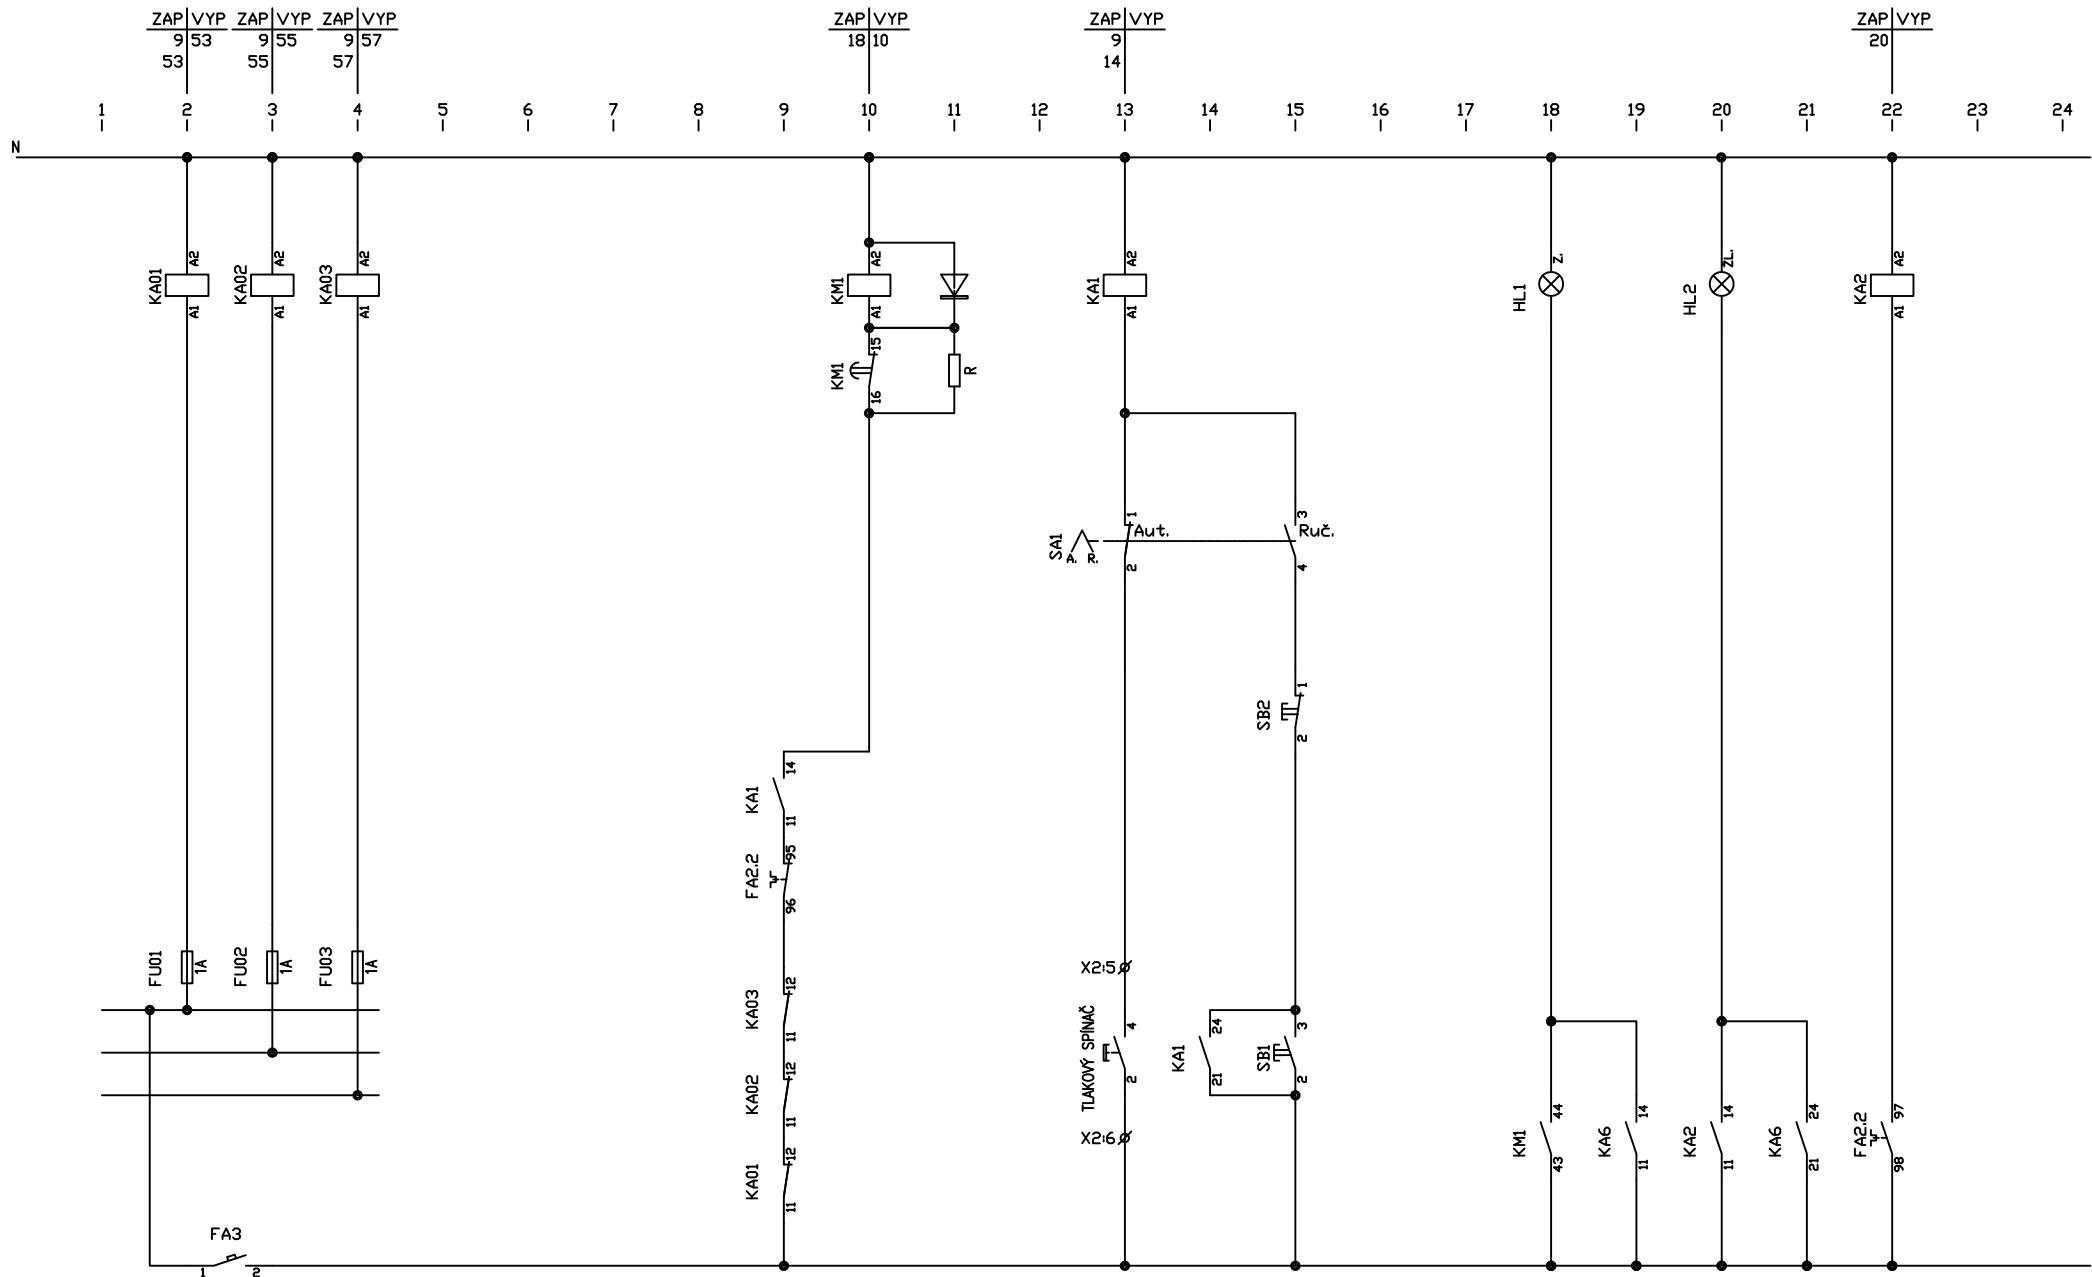 ZAP VYP ZAP VYP ZAP VYP ZAP VYP ZAP VYP ZAP VYP
9 53 9 55 9 57 18 10 9 20
53 55 57 14
1 2 3 4 5 6 7 8 9 10 11 12 13 14 15 16 17 18 19 20 21 22 23 24
N
KA01 A2 A1
KA02 A2 A1
KA03 A2 A1
KM1 A2 A1
KA1 A2 A1
HL1 Z.
HL2 ZL.
KA2 A2 A1
KM1 15 16
R
SA1 A. R.
1 Aut. 2
3 Ruč. 4
SB2 1 2
KA1 14 11
FA2.2 95 96
FU01 1A
FU02 1A
FU03 1A
X2:5
KA03 12 11
TLAKOVÝ SPÍNAČ 4 2
KA1 24 21
SB1 3 2
KA02 12 11
X2:6
KM1 44 43
KA6 14 11
KA2 14 11
KA6 24 21
FA2.2 97 98
KA01 12 11
FA3
1 2